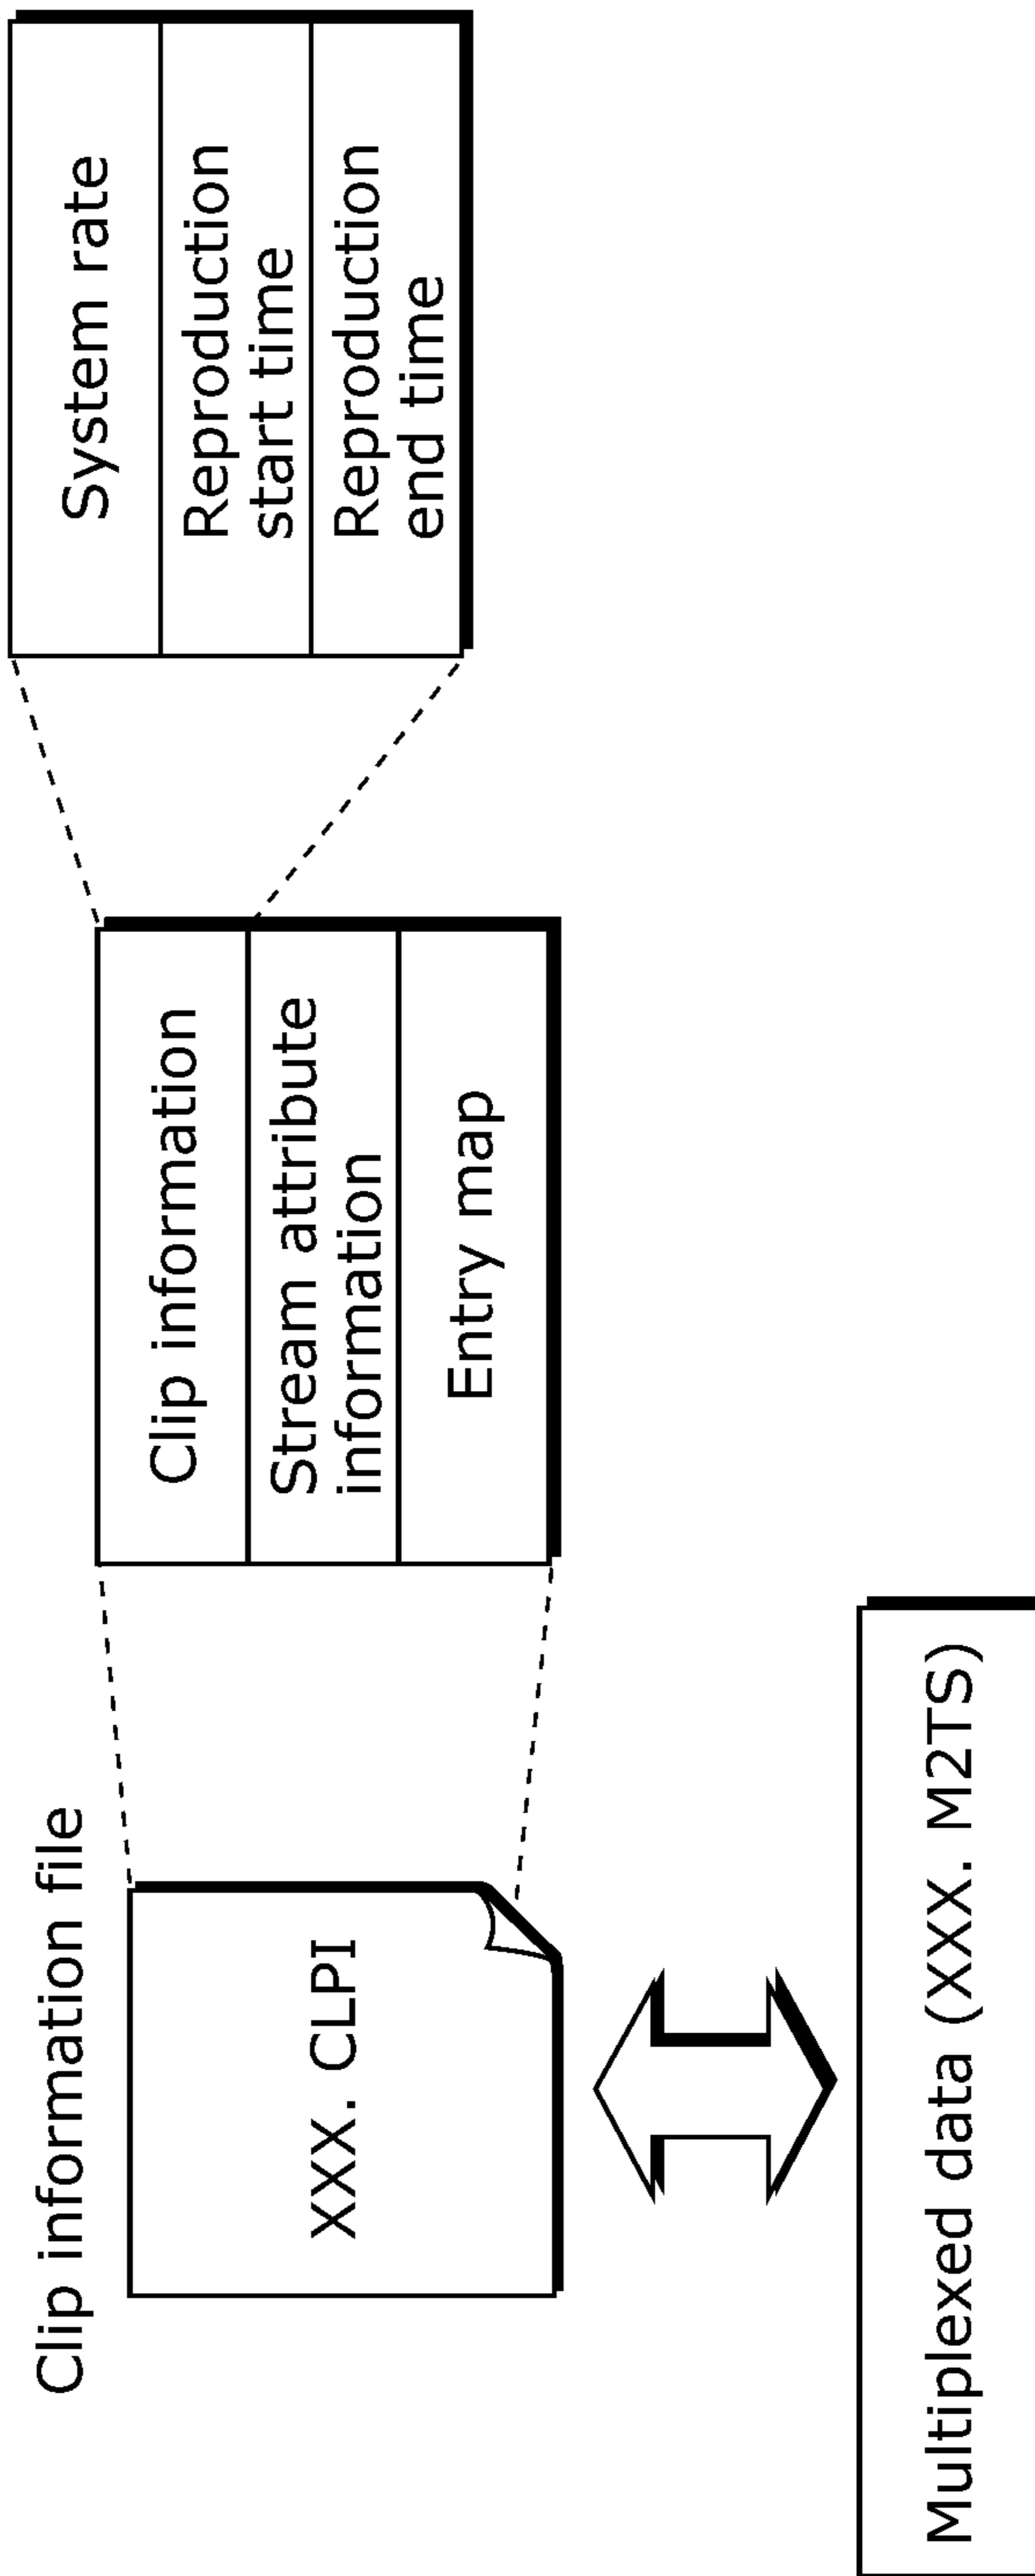 Clip information file
XXX. CLPI
Clip information
Stream attribute
information
Entry map
System rate
Reproduction
start time
Reproduction
end time
Multiplexed data (XXX. M2TS)